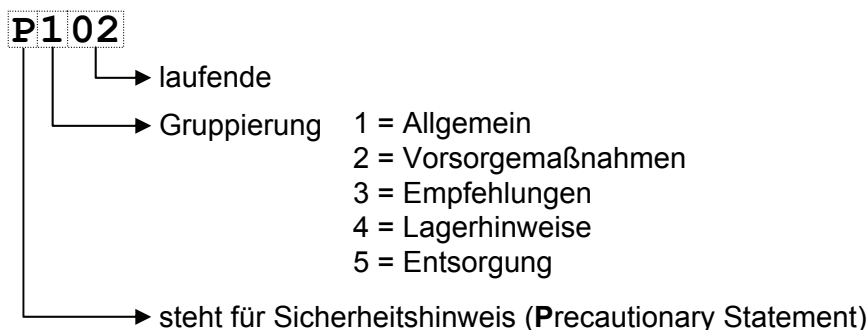 P102
laufende
Gruppierung 1 = Allgemein
2 = Vorsorgemaßnahmen
3 = Empfehlungen
4 = Lagerhinweise
5 = Entsorgung
steht für Sicherheitshinweis (Precautionary Statement)